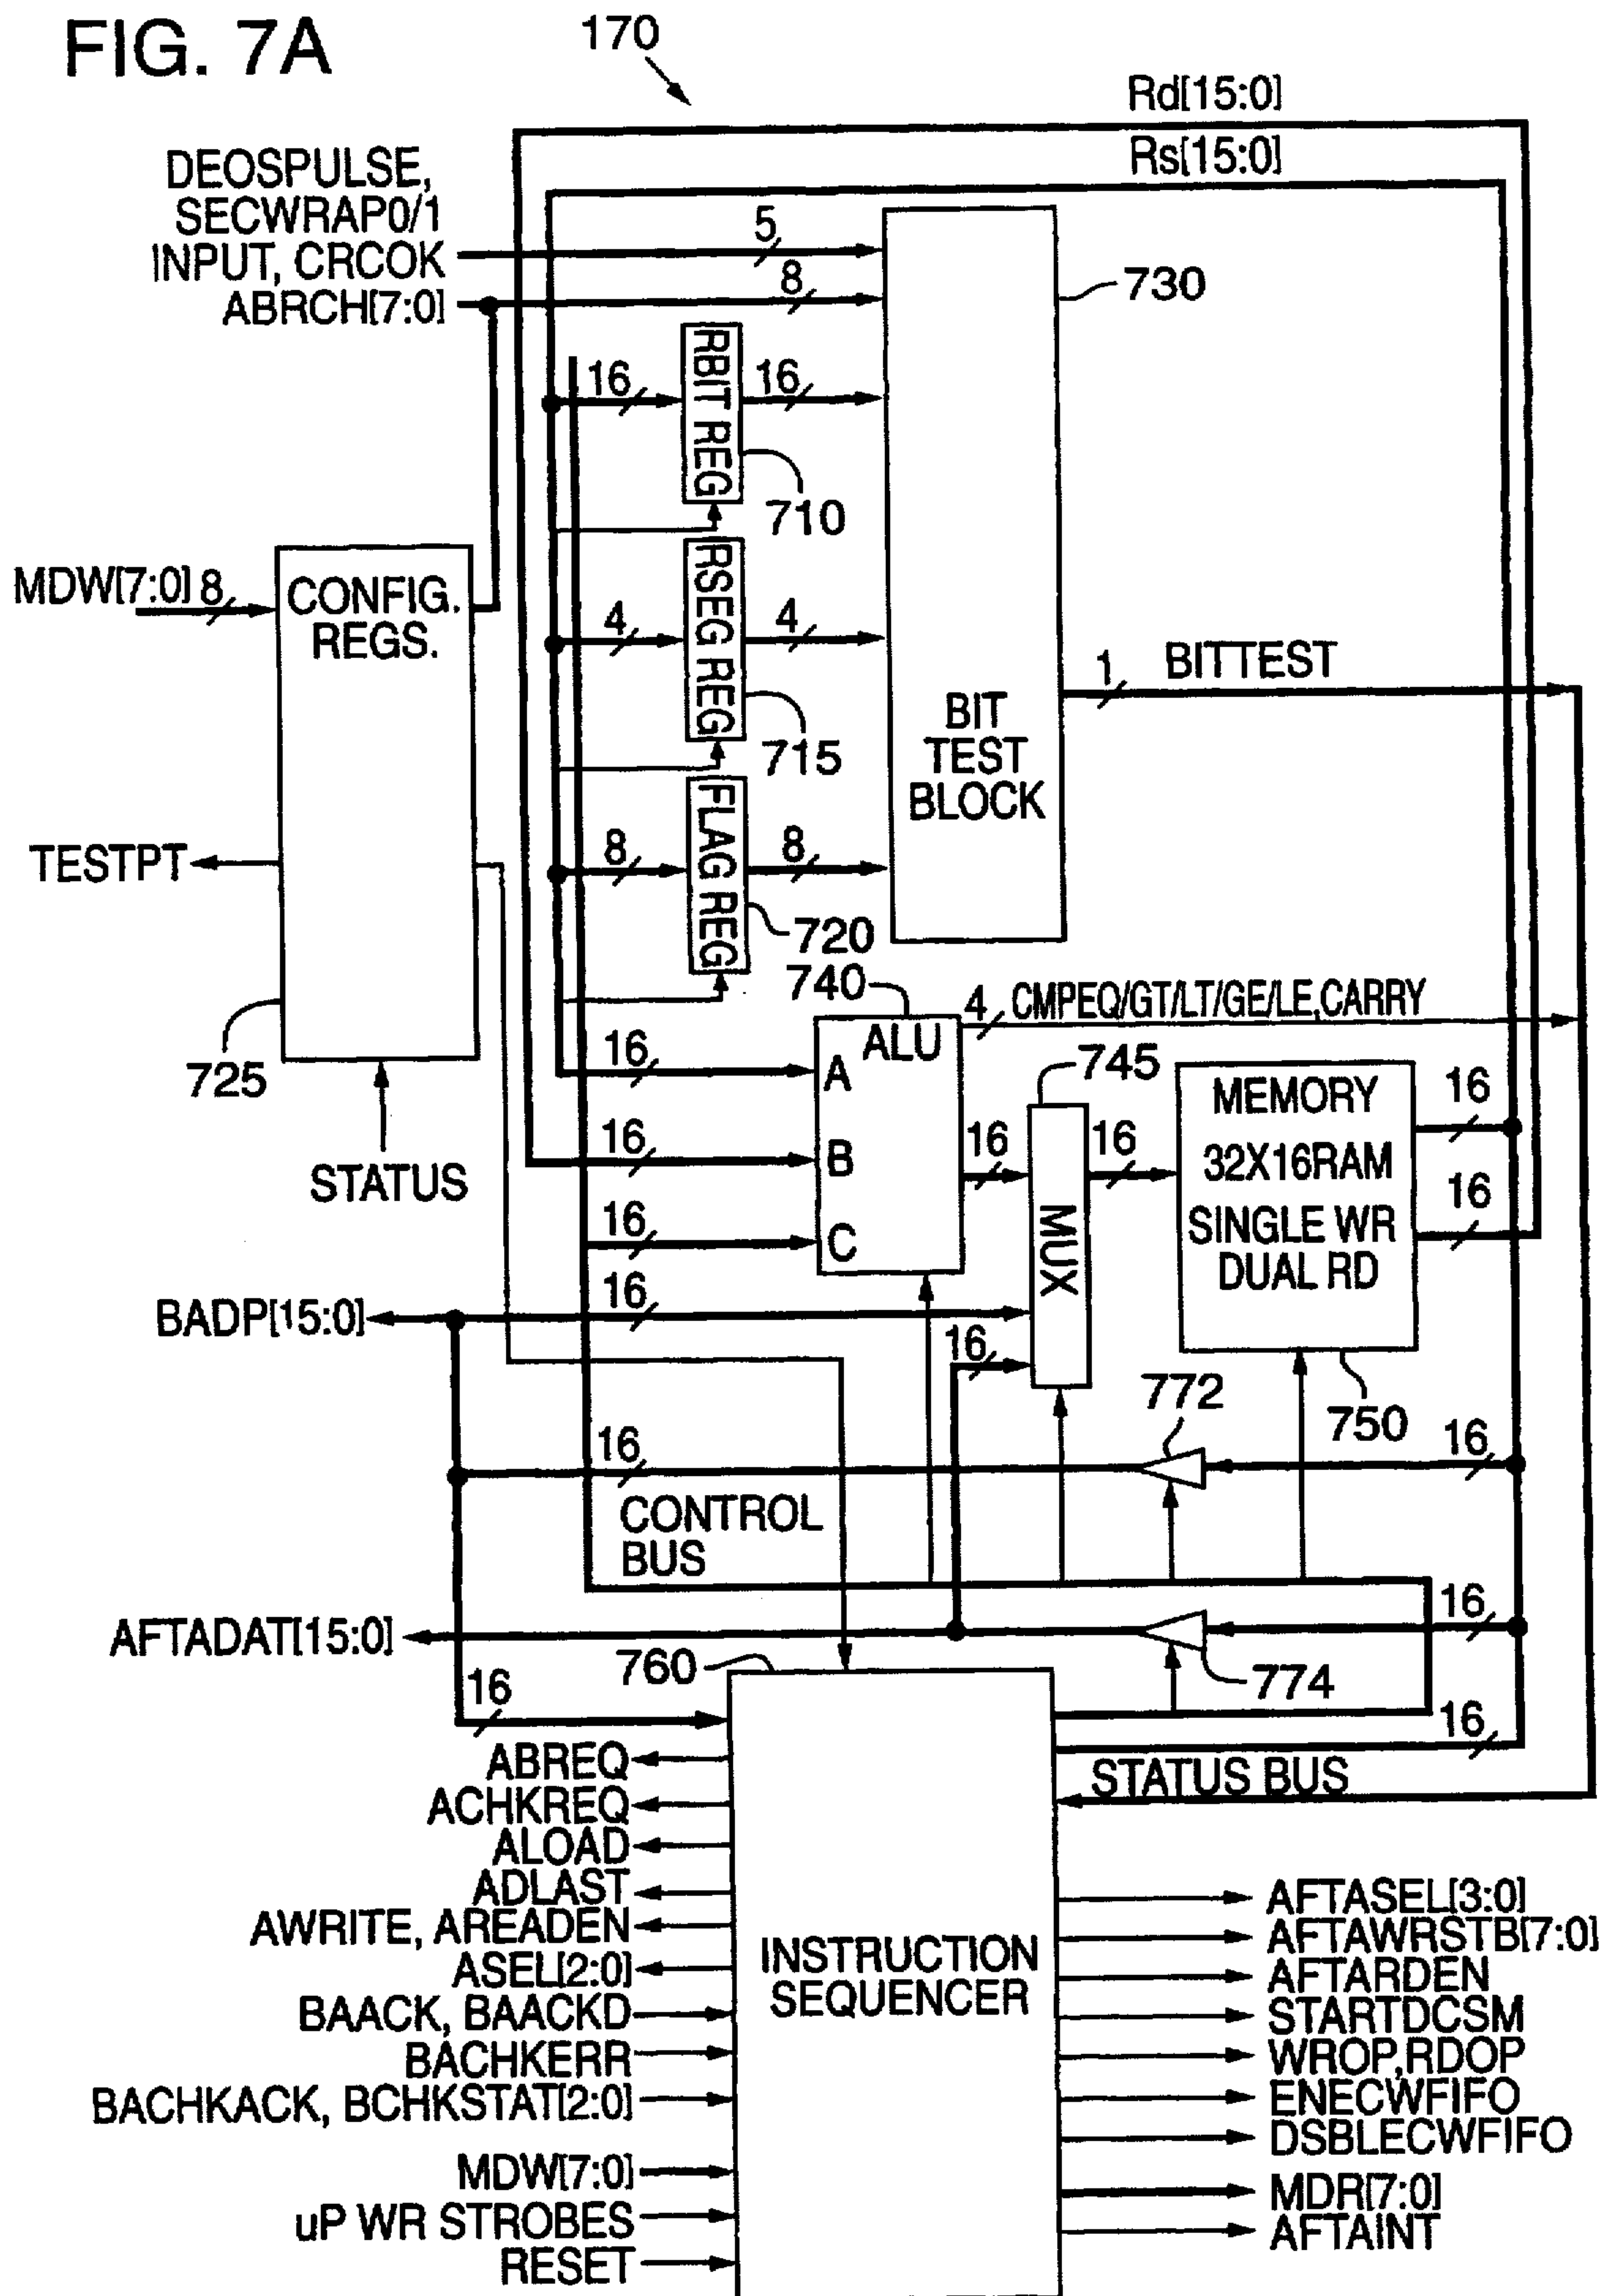 FIG. 7A
170
Rd[15:0]
Rs[15:0]
DEOSPULSE,
SECWRAP0/1
INPUT, CRCOK
ABRCH[7:0]
5
8
730
16
RBIT REG
16
710
MDW[7:0]
8
CONFIG.
REGS.
4
RSEG REG
4
715
1
BITTEST
BIT
TEST
BLOCK
TESTPT
8
FLAG REG
8
720
725
STATUS
740
4
CMPEQ/GT/LT/GE/LE,CARRY
ALU
16
A
16
B
16
C
745
16
MUX
16
MEMORY
32X16RAM
SINGLE WR
DUAL RD
16
16
BADP[15:0]
16
16
772
750
16
16
CONTROL
BUS
AFTADAT[15:0]
16
760
774
16
16
STATUS BUS
ABREQ
ACHKREQ
ALOAD
ADLAST
AWRITE, AREADEN
ASEL[2:0]
BAACK, BAACKD
BACHKERR
BACHKACK, BCHKSTAT[2:0]
MDW[7:0]
uP WR STROBES
RESET
INSTRUCTION
SEQUENCER
AFTASEL[3:0]
AFTAWRSTB[7:0]
AFTARDEN
STARTDCSM
WROP,RDOP
ENECWFIFO
DSBLECWFIFO
MDR[7:0]
AFTAINT